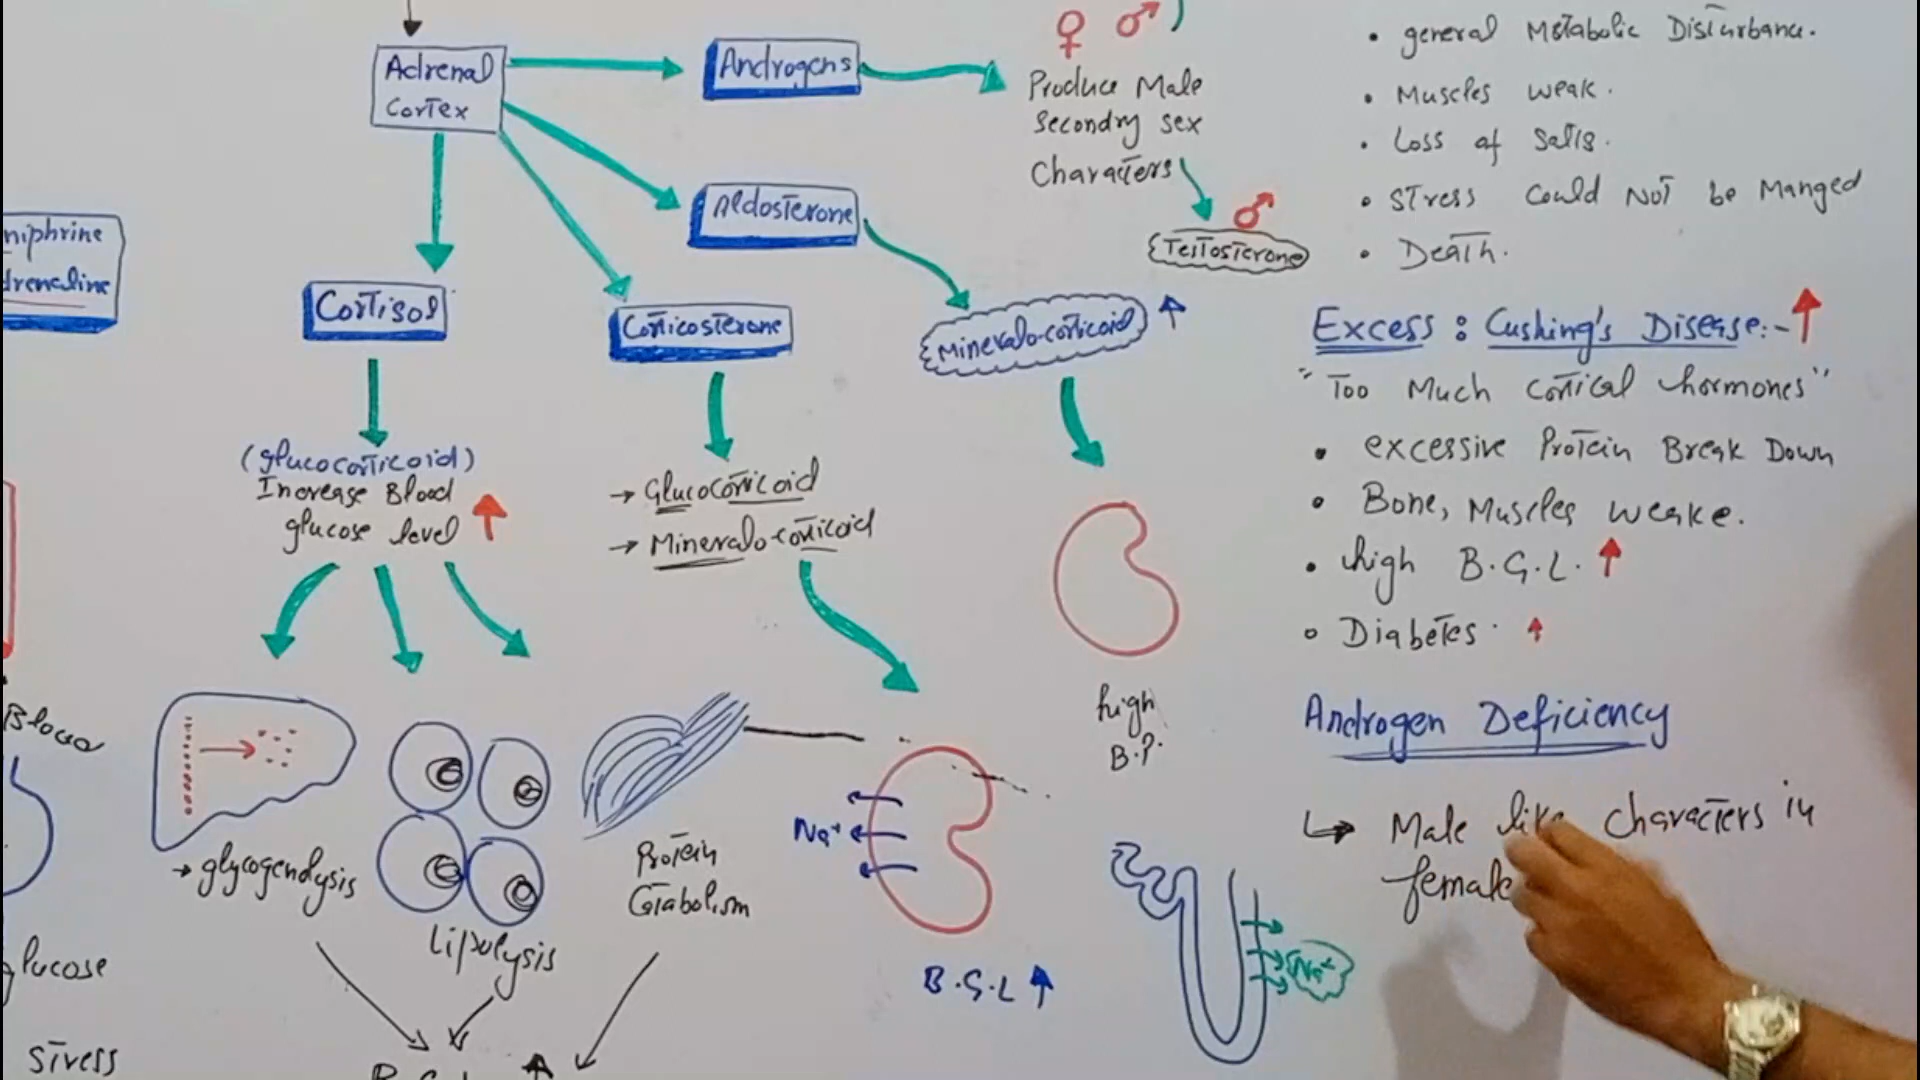 Adrenal
Cortex
Androgens
Produce Male
Secondry sex
Characters
Testosterone
Aldosterone
Mineralo-corticoid
high
B.P.
niphrine
drenaline
Cortisol
(glucocorticoid)
Increase Blood
glucose level
Corticosterone
→ Glucocorticoid
→ Mineralo-corticoid
→ glycogenolysis
Lipolysis
Protein
Catabolism
Na+
B.G.L
Na+
Blood
glucose
stress
• general Metabolic Disturbance.
• Muscles weak.
• Loss of Salts.
• Stress Could Not be Manged
• Death.
Excess : Cushing's Disease:-
"Too Much Cortical hormones"
• excessive Protein Break Down
• Bone, Muscles weake.
• high B.G.L.
• Diabetes.
Androgen Deficiency
↳ Male like characters in
female